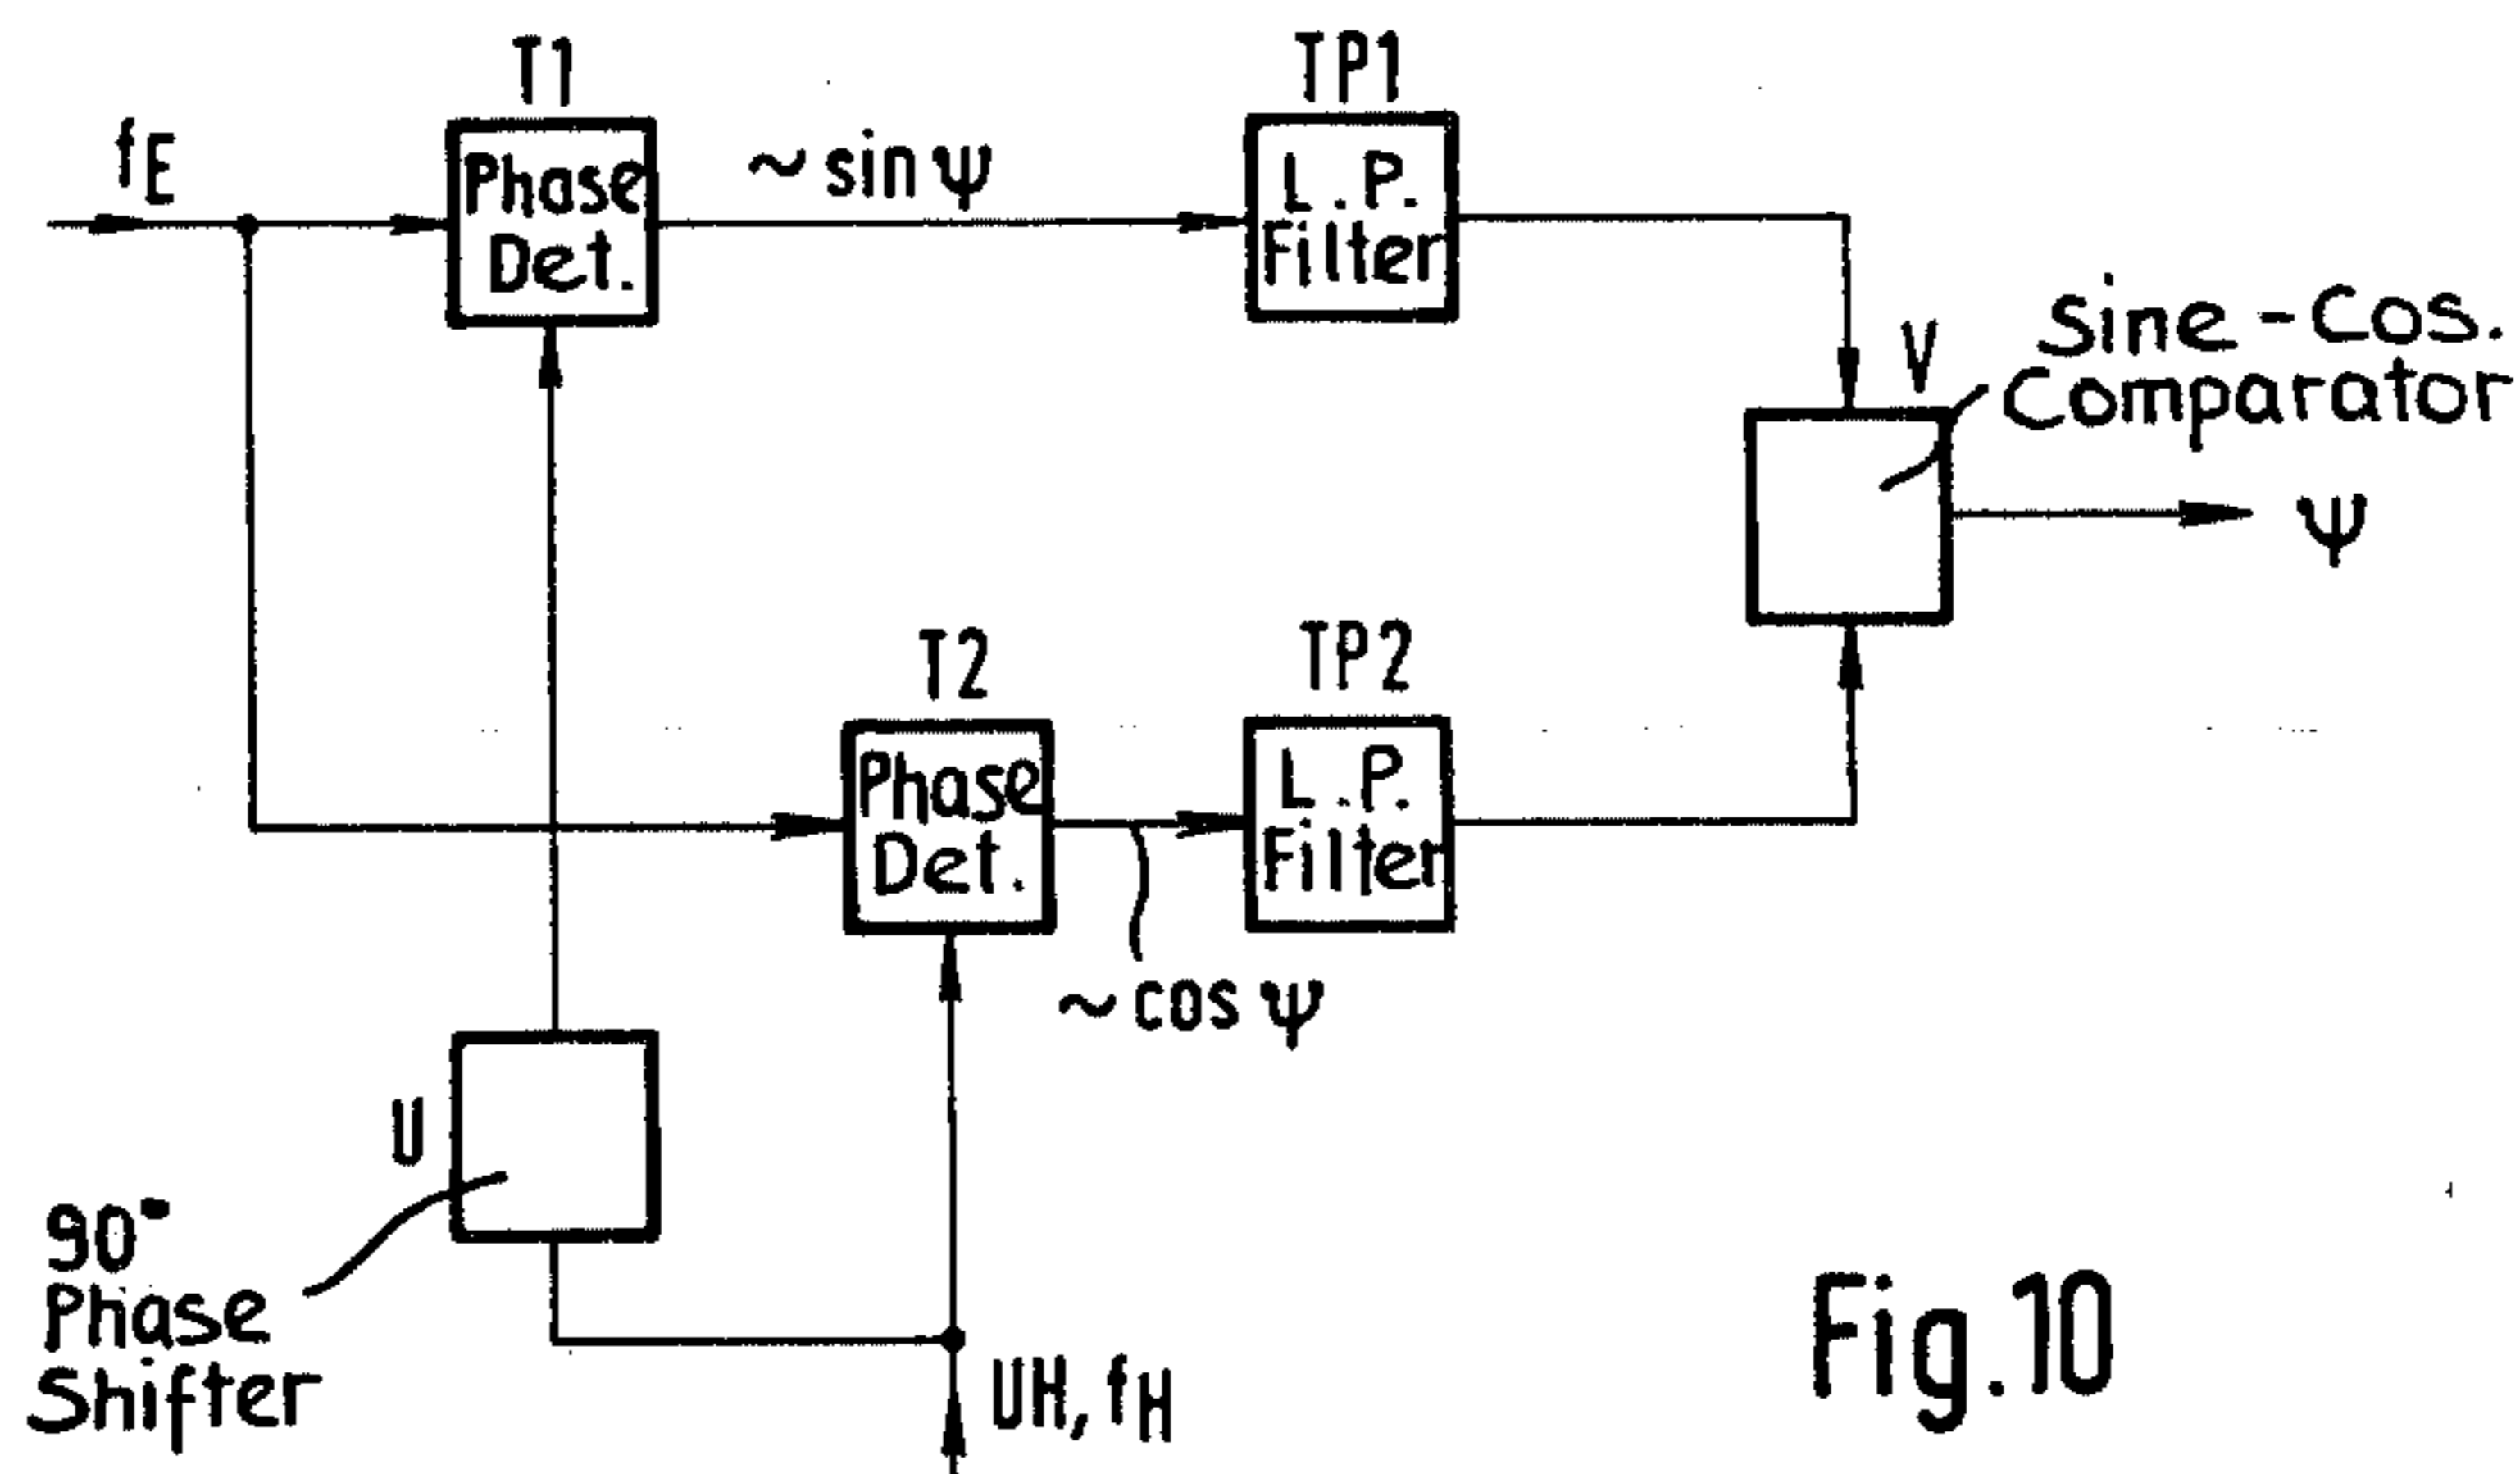 T1
TP1
fE
Phase
Det.
~ sin ψ
L.P.
Filter
V
Sine - Cos.
Comparator
ψ
T2
TP2
Phase
Det.
L.P.
Filter
~ cos ψ
U
90°
Phase
Shifter
UH, fH
Fig.10